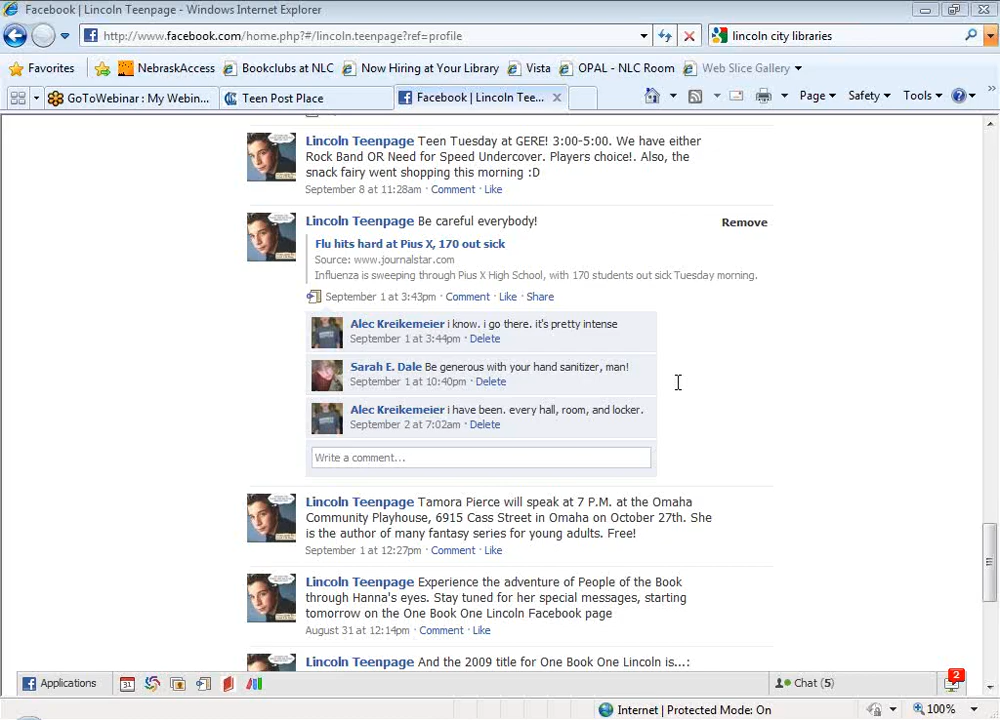 Facebook | Lincoln Teenpage - Windows Internet Explorer
http://www.facebook.com/home.php?#/lincoln.teenpage?ref=profile
lincoln city libraries
Favorites NebraskAccess Bookclubs at NLC Now Hiring at Your Library Vista OPAL - NLC Room Web Slice Gallery
GoToWebinar : My Webin... Teen Post Place Facebook | Lincoln Tee... Page Safety Tools
Lincoln Teenpage Teen Tuesday at GERE! 3:00-5:00. We have either
Rock Band OR Need for Speed Undercover. Players choice!. Also, the
snack fairy went shopping this morning :D
September 8 at 11:28am · Comment · Like
Lincoln Teenpage Be careful everybody!
Remove
Flu hits hard at Pius X, 170 out sick
Source: www.journalstar.com
Influenza is sweeping through Pius X High School, with 170 students out sick Tuesday morning.
September 1 at 3:43pm · Comment · Like · Share
Alec Kreikemeier i know. i go there. it's pretty intense
September 1 at 3:44pm · Delete
Sarah E. Dale Be generous with your hand sanitizer, man!
September 1 at 10:40pm · Delete
Alec Kreikemeier i have been. every hall, room, and locker.
September 2 at 7:02am · Delete
Write a comment...
Lincoln Teenpage Tamora Pierce will speak at 7 P.M. at the Omaha
Community Playhouse, 6915 Cass Street in Omaha on October 27th. She
is the author of many fantasy series for young adults. Free!
September 1 at 12:27pm · Comment · Like
Lincoln Teenpage Experience the adventure of People of the Book
through Hanna's eyes. Stay tuned for her special messages, starting
tomorrow on the One Book One Lincoln Facebook page
August 31 at 12:14pm · Comment · Like
Lincoln Teenpage And the 2009 title for One Book One Lincoln is...:
Applications 31 Chat (5) 2
Internet | Protected Mode: On 100%